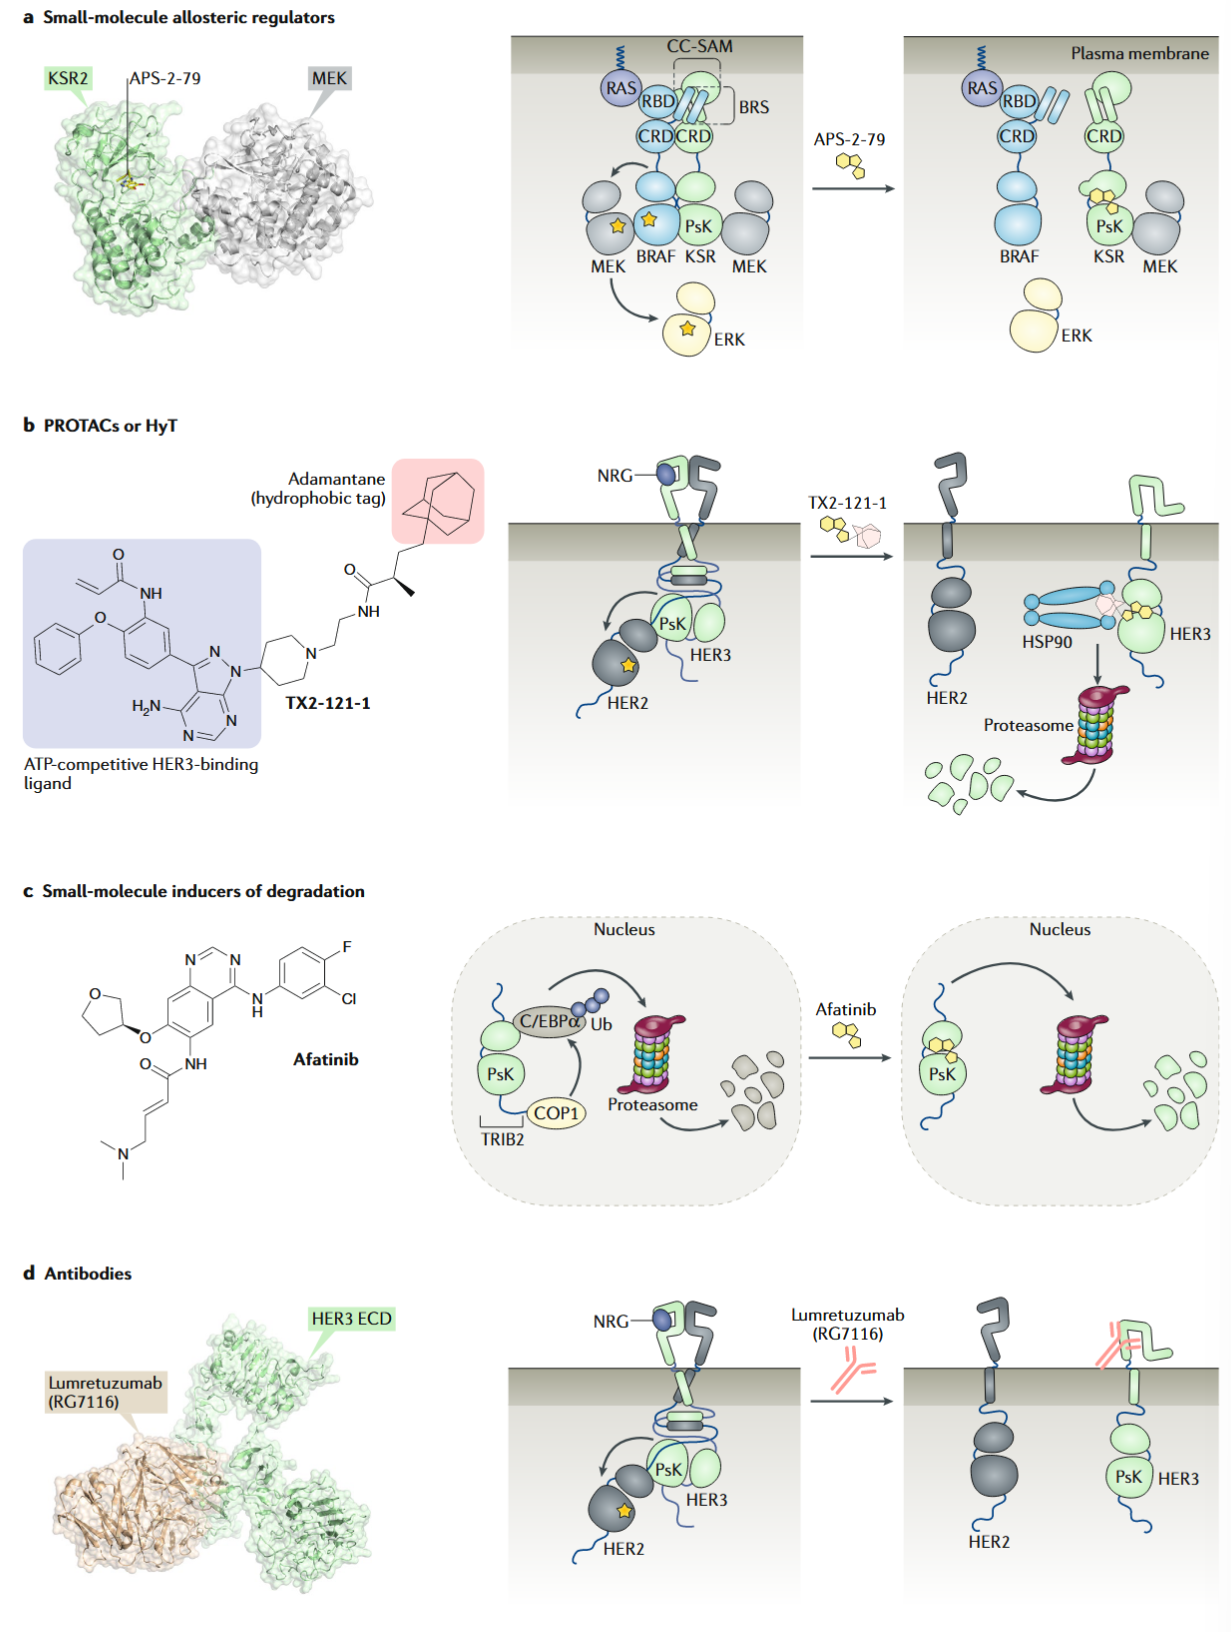 a Small-molecule allosteric regulators
KSR2
APS-2-79
MEK
CC-SAM
RAS
RBD
BRS
CRD
CRD
PsK
MEK
BRAF
KSR
MEK
ERK
APS-2-79
Plasma membrane
RAS
RBD
CRD
CRD
PsK
BRAF
KSR
MEK
ERK
b PROTACs or HyT
Adamantane
(hydrophobic tag)
O
NH
O
O
NH
N
N
N
H₂N
N
N
TX2-121-1
ATP-competitive HER3-binding
ligand
NRG
PsK
HER3
HER2
TX2-121-1
HSP90
HER3
HER2
Proteasome
c Small-molecule inducers of degradation
N
N
F
Cl
N
H
O
O
O
NH
N
Afatinib
Nucleus
C/EBPα
Ub
PsK
COP1
TRIB2
Proteasome
Afatinib
Nucleus
PsK
d Antibodies
HER3 ECD
Lumretuzumab
(RG7116)
NRG
PsK
HER3
HER2
Lumretuzumab
(RG7116)
PsK
HER3
HER2